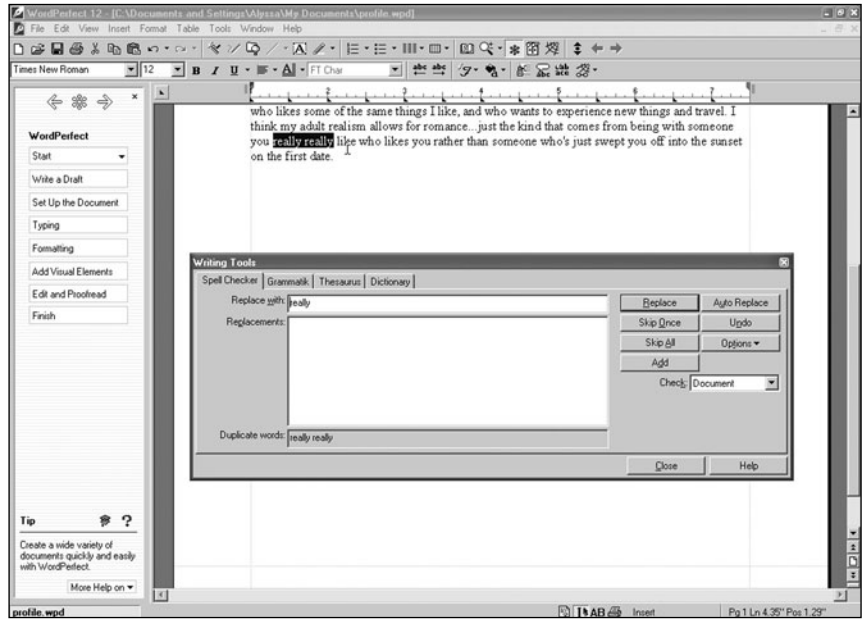 WordPerfect 12 - [C:\Documents and Settings\Alyssa\My Documents\profile.wpd]
File Edit View Insert Format Table Tools Window Help
Times New Roman 12 B I U FT Char
WordPerfect
Start
Write a Draft
Set Up the Document
Typing
Formatting
Add Visual Elements
Edit and Proofread
Finish
who likes some of the same things I like, and who wants to experience new things and travel. I
think my adult realism allows for romance...just the kind that comes from being with someone
you really really like who likes you rather than someone who's just swept you off into the sunset
on the first date.
Writing Tools
Spell Checker Grammatik Thesaurus Dictionary
Replace with: really
Replacements:
Replace Auto Replace
Skip Once Undo
Skip All Options
Add
Check: Document
Duplicate words: really really
Close Help
Tip ?
Create a wide variety of
documents quickly and easily
with WordPerfect.
More Help on
profile.wpd AB Insert Pg 1 Ln 4.35" Pos 1.29"